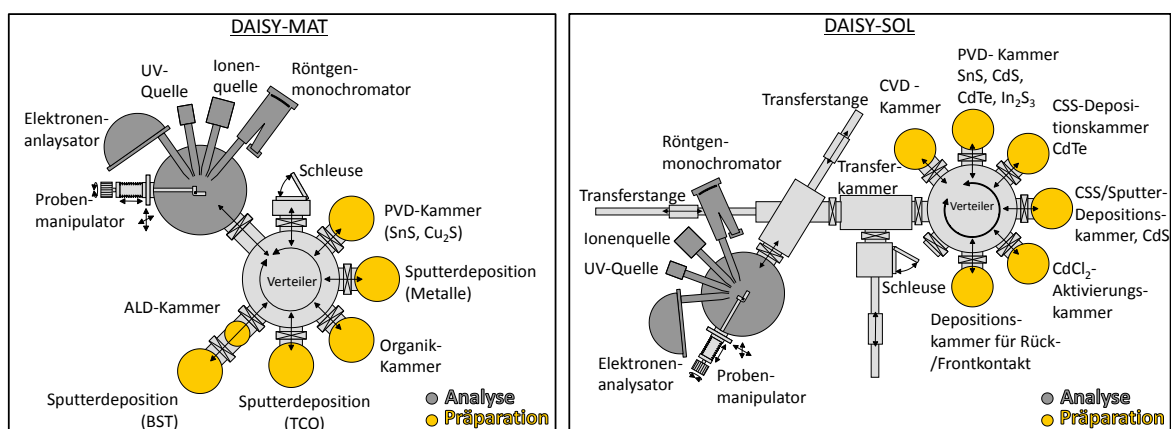 DAISY-MAT
UV-
Quelle
Ionen-
quelle
Röntgen-
monochromator
Elektronen-
anlaysator
Proben-
manipulator
Schleuse
PVD-Kammer
(SnS, Cu₂S)
Verteiler
Sputterdeposition
(Metalle)
ALD-Kammer
Organik-
Kammer
Sputterdeposition
(BST)
Sputterdeposition
(TCO)
Analyse
Präparation
DAISY-SOL
Transferstange
CVD -
Kammer
PVD- Kammer
SnS, CdS,
CdTe, In₂S₃
CSS-Deposi-
tionskammer
CdTe
Röntgen-
monochromator
Transfer-
kammer
Transferstange
Verteiler
CSS/Sputter-
Depositions-
kammer, CdS
Ionenquelle
UV-Quelle
Schleuse
CdCl₂-
Aktivierungs-
kammer
Depositions-
kammer für Rück-
/Frontkontakt
Elektronen-
analysator
Proben-
manipulator
Analyse
Präparation